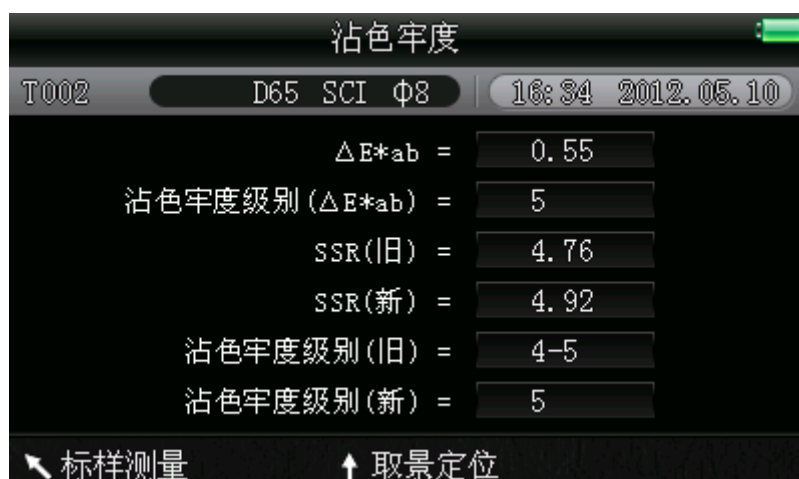 沾色牢度
T002 D65 SCI Φ8 16:34 2012.05.10
△E*ab = 0.55
沾色牢度级别(△E*ab) = 5
SSR(旧) = 4.76
SSR(新) = 4.92
沾色牢度级别(旧) = 4-5
沾色牢度级别(新) = 5
标样测量 取景定位